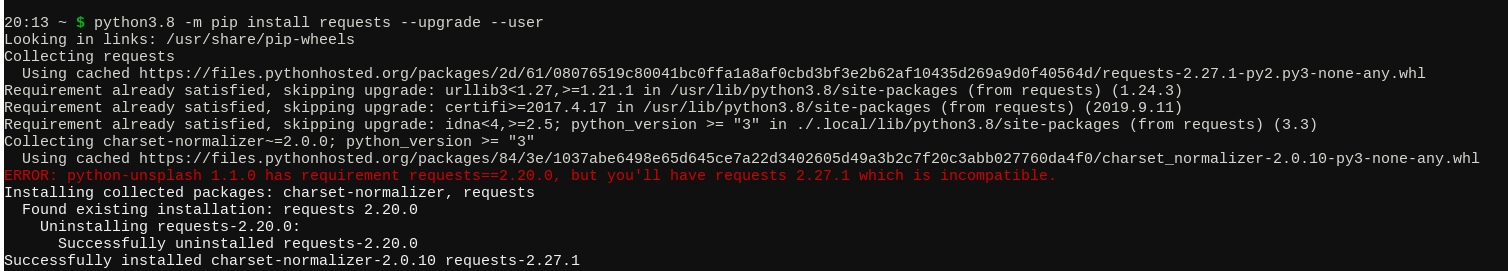 20:13 ~ $ python3.8 -m pip install requests --upgrade --user
Looking in links: /usr/share/pip-wheels
Collecting requests
  Using cached https://files.pythonhosted.org/packages/2d/61/08076519c80041bc0ffa1a8af0cbd3bf3e2b62af10435d269a9d0f40564d/requests-2.27.1-py2.py3-none-any.whl
Requirement already satisfied, skipping upgrade: urllib3<1.27,>=1.21.1 in /usr/lib/python3.8/site-packages (from requests) (1.24.3)
Requirement already satisfied, skipping upgrade: certifi>=2017.4.17 in /usr/lib/python3.8/site-packages (from requests) (2019.9.11)
Requirement already satisfied, skipping upgrade: idna<4,>=2.5; python_version >= "3" in ./.local/lib/python3.8/site-packages (from requests) (3.3)
Collecting charset-normalizer~=2.0.0; python_version >= "3"
  Using cached https://files.pythonhosted.org/packages/84/3e/1037abe6498e65d645ce7a22d3402605d49a3b2c7f20c3abb027760da4f0/charset_normalizer-2.0.10-py3-none-any.whl
ERROR: python-unsplash 1.1.0 has requirement requests==2.20.0, but you'll have requests 2.27.1 which is incompatible.
Installing collected packages: charset-normalizer, requests
  Found existing installation: requests 2.20.0
    Uninstalling requests-2.20.0:
      Successfully uninstalled requests-2.20.0
Successfully installed charset-normalizer-2.0.10 requests-2.27.1